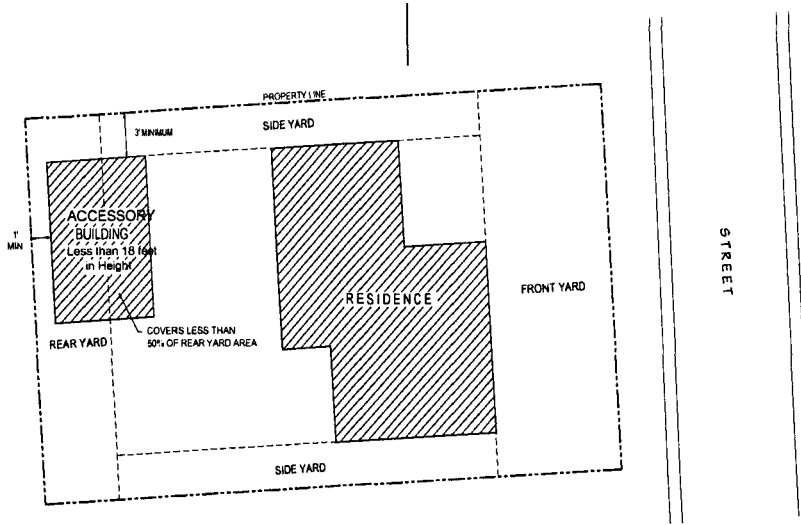 PROPERTY LINE
3' MINIMUM
SIDE YARD
ACCESSORY
BUILDING
Less than 18 feet
in Height
1'
MIN
RESIDENCE
FRONT YARD
STREET
COVERS LESS THAN
50% OF REAR YARD AREA
REAR YARD
SIDE YARD